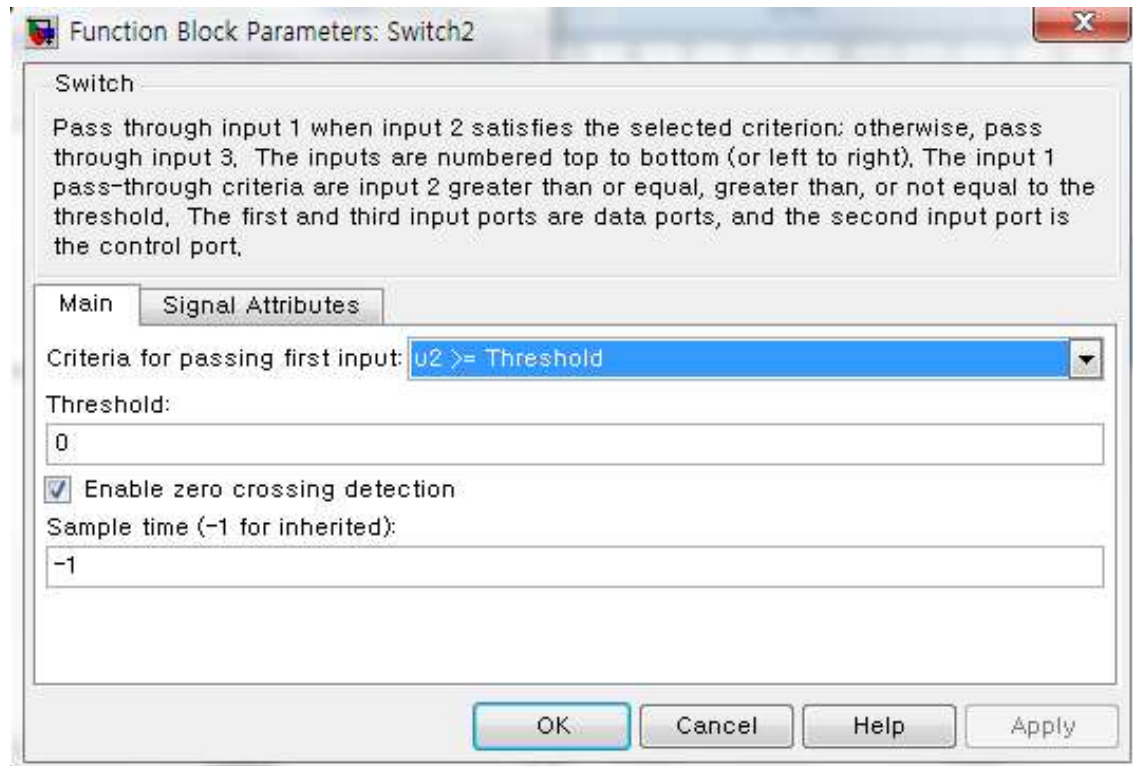 Function Block Parameters: Switch2
X
Switch
Pass through input 1 when input 2 satisfies the selected criterion; otherwise, pass
through input 3. The inputs are numbered top to bottom (or left to right). The input 1
pass-through criteria are input 2 greater than or equal, greater than, or not equal to the
threshold. The first and third input ports are data ports, and the second input port is
the control port.
Main Signal Attributes
Criteria for passing first input: u2 >= Threshold
Threshold:
0
Enable zero crossing detection
Sample time (-1 for inherited):
-1
OK Cancel Help Apply